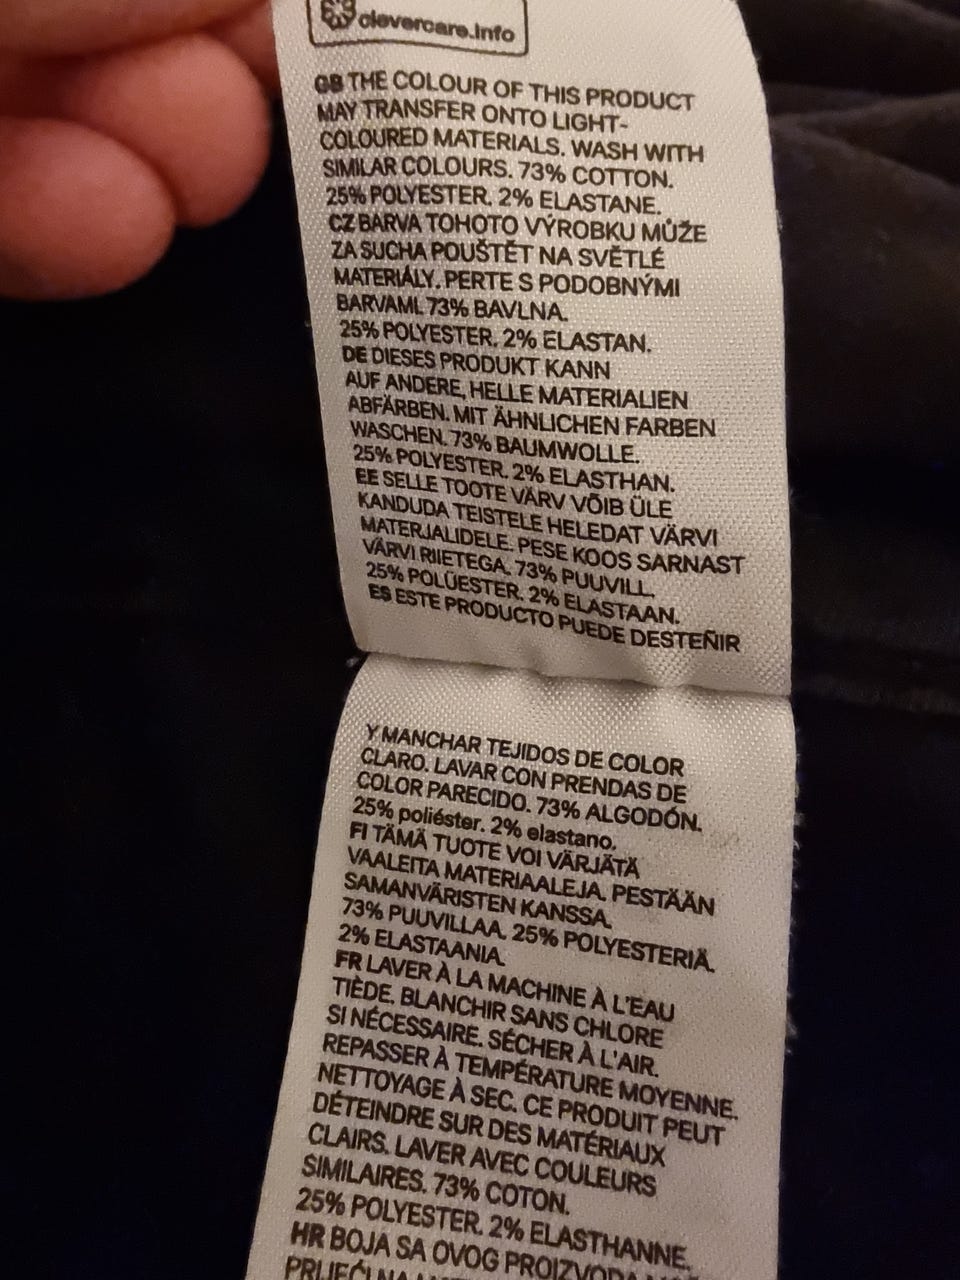 clevercare.info
GB THE COLOUR OF THIS PRODUCT
MAY TRANSFER ONTO LIGHT-
COLOURED MATERIALS. WASH WITH
SIMILAR COLOURS. 73% COTTON.
25% POLYESTER. 2% ELASTANE.
CZ BARVA TOHOTO VÝROBKU MŮŽE
ZA SUCHA POUŠTĚT NA SVĚTLÉ
MATERIÁLY. PERTE S PODOBNÝMI
BARVAMI. 73% BAVLNA.
25% POLYESTER. 2% ELASTAN.
DE DIESES PRODUKT KANN
AUF ANDERE, HELLE MATERIALIEN
ABFÄRBEN. MIT ÄHNLICHEN FARBEN
WASCHEN. 73% BAUMWOLLE.
25% POLYESTER. 2% ELASTHAN.
EE SELLE TOOTE VÄRV VÕIB ÜLE
KANDUDA TEISTELE HELEDAT VÄRVI
MATERJALIDELE. PESE KOOS SARNAST
VÄRVI RIIETEGA. 73% PUUVILL.
25% POLÜESTER. 2% ELASTAAN.
ES ESTE PRODUCTO PUEDE DESTEÑIR
Y MANCHAR TEJIDOS DE COLOR
CLARO. LAVAR CON PRENDAS DE
COLOR PARECIDO. 73% ALGODÓN.
25% poliéster. 2% elastano.
FI TÄMÄ TUOTE VOI VÄRJÄTÄ
VAALEITA MATERIAALEJA. PESTÄÄN
SAMANVÄRISTEN KANSSA.
73% PUUVILLAA. 25% POLYESTERIÄ.
2% ELASTAANIA.
FR LAVER À LA MACHINE À L'EAU
TIÈDE. BLANCHIR SANS CHLORE
SI NÉCESSAIRE. SÉCHER À L'AIR.
REPASSER À TEMPÉRATURE MOYENNE.
NETTOYAGE À SEC. CE PRODUIT PEUT
DÉTEINDRE SUR DES MATÉRIAUX
CLAIRS. LAVER AVEC COULEURS
SIMILAIRES. 73% COTON.
25% POLYESTER. 2% ELASTHANNE.
HR BOJA SA OVOG PROIZVODA